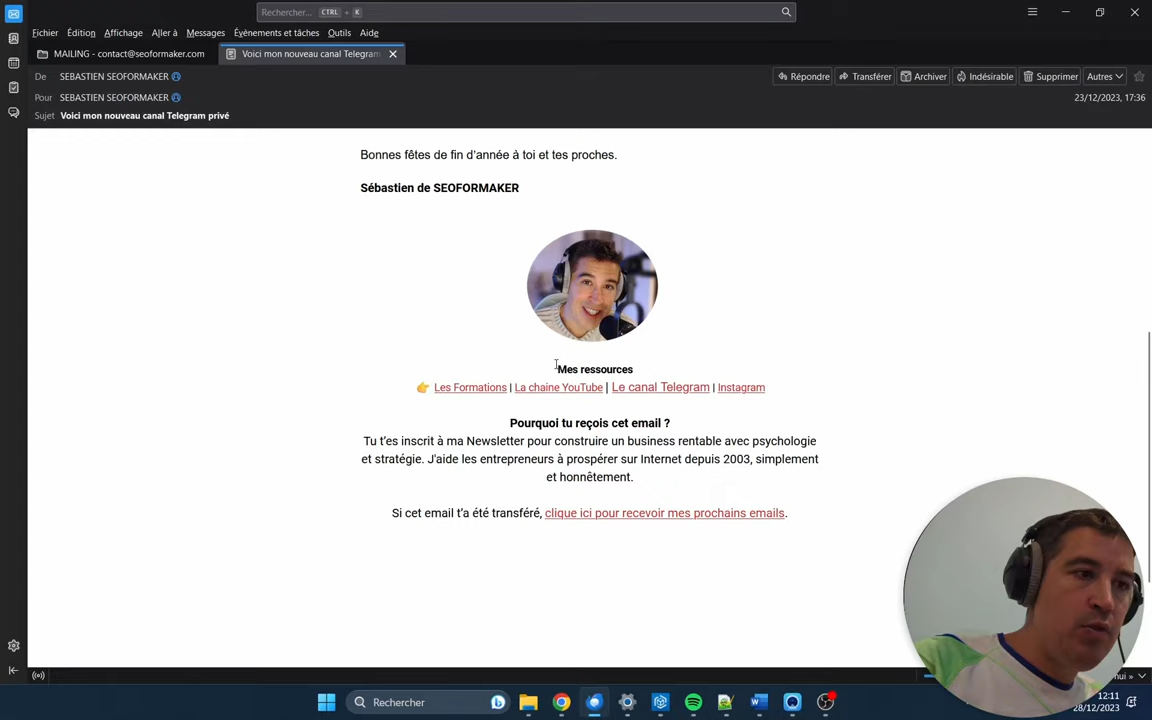 Rechercher... CTRL + K
Fichier Édition Affichage Aller à Messages Évènements et tâches Outils Aide
MAILING - contact@seoformaker.com Voici mon nouveau canal Telegram
De SEBASTIEN SEOFORMAKER Répondre Transférer Archiver Indésirable Supprimer Autres
Pour SEBASTIEN SEOFORMAKER 23/12/2023, 17:36
Sujet Voici mon nouveau canal Telegram privé
Bonnes fêtes de fin d'année à toi et tes proches.
Sébastien de SEOFORMAKER
Mes ressources
👉 Les Formations | La chaine YouTube | Le canal Telegram | Instagram
Pourquoi tu reçois cet email ?
Tu t'es inscrit à ma Newsletter pour construire un business rentable avec psychologie
et stratégie. J'aide les entrepreneurs à prospérer sur Internet depuis 2003, simplement
et honnêtement.
Si cet email t'a été transféré, clique ici pour recevoir mes prochains emails.
Rechercher 12:11
28/12/2023